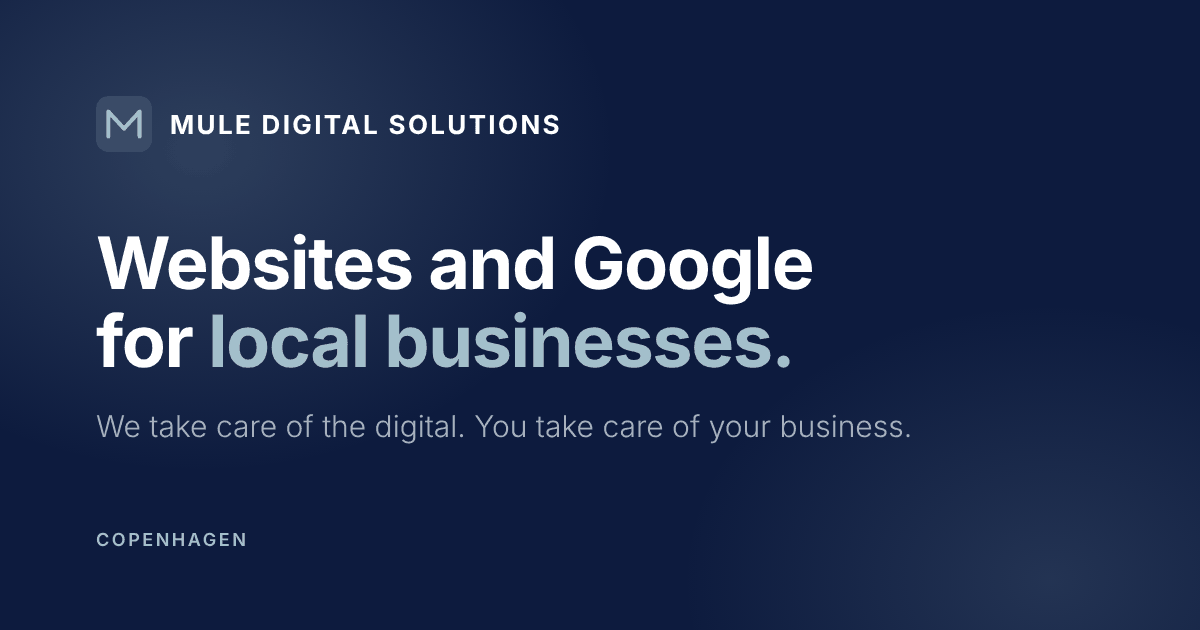 M
MULE DIGITAL SOLUTIONS
Websites and Google
for local businesses.
We take care of the digital. You take care of your business.
COPENHAGEN